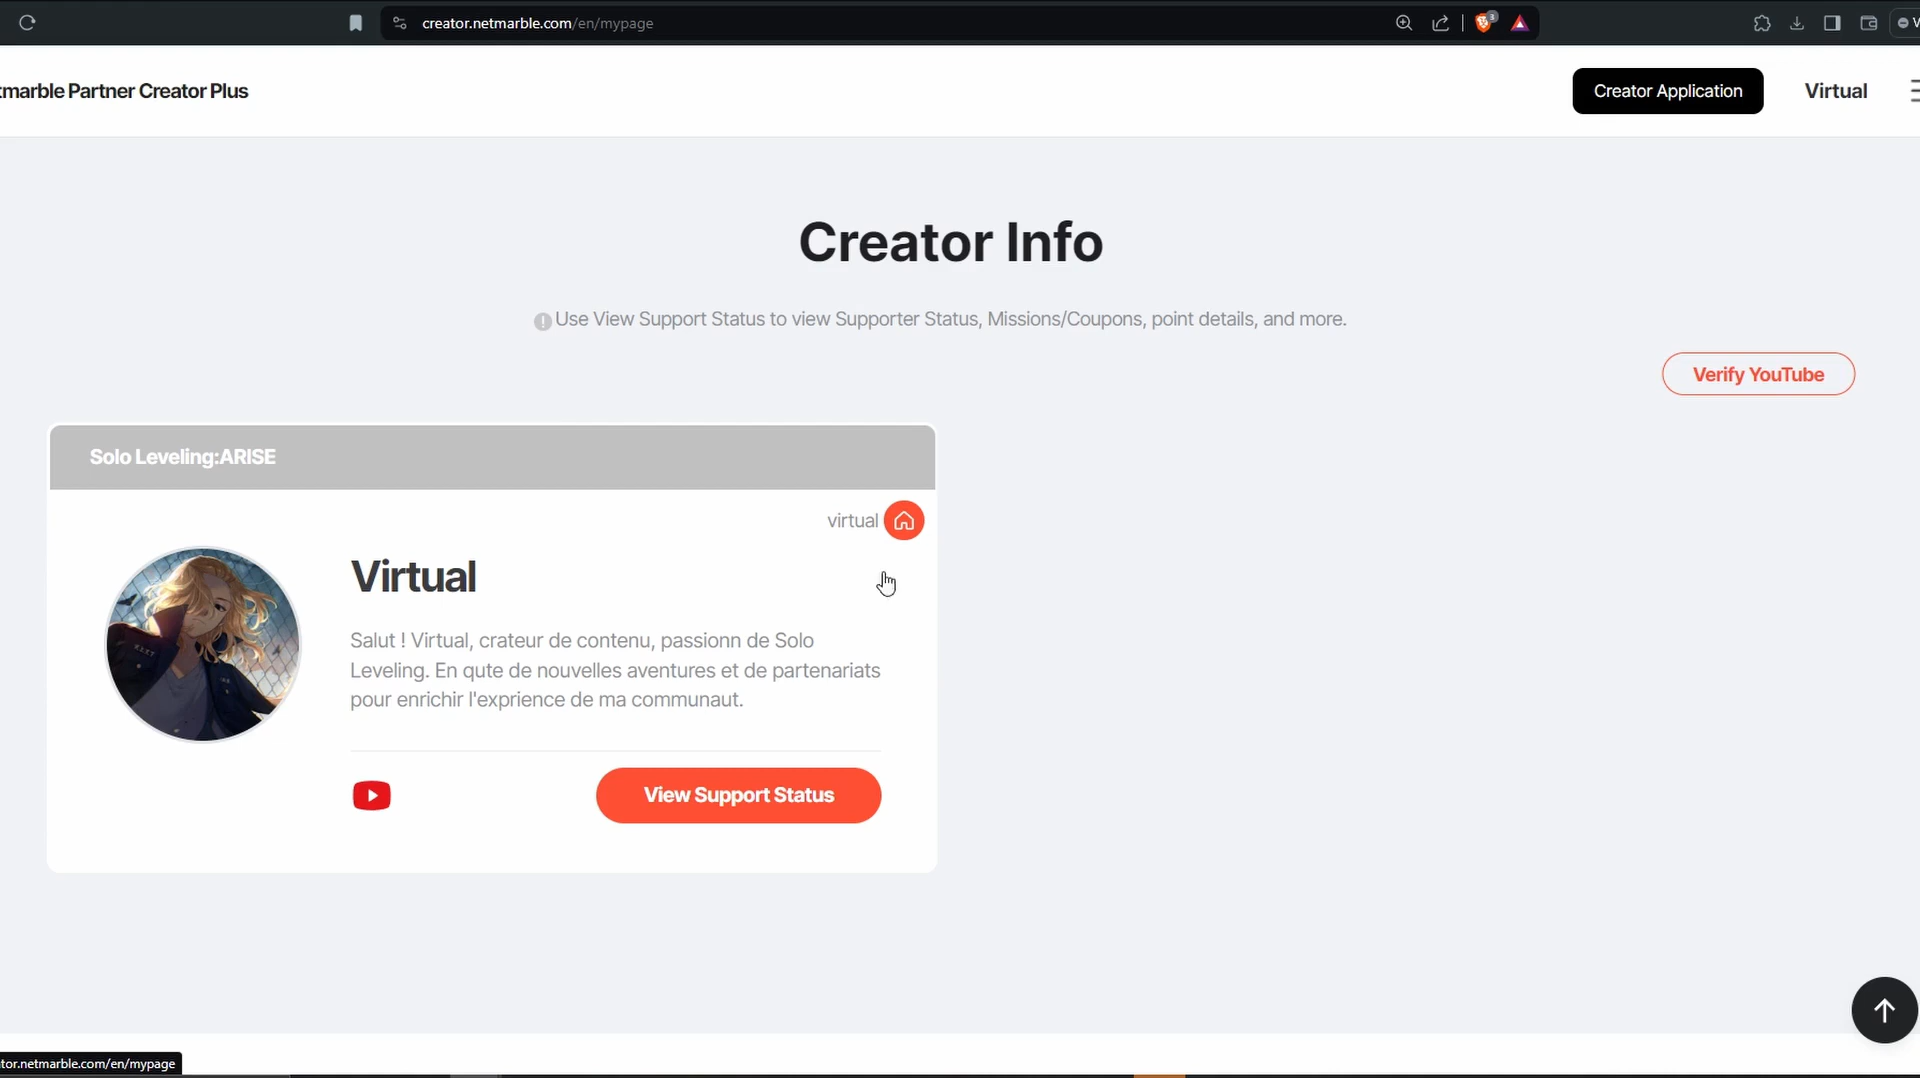 creator.netmarble.com/en/mypage
3
V
tmarble Partner Creator Plus
Creator Application
Virtual
Creator Info
Use View Support Status to view Supporter Status, Missions/Coupons, point details, and more.
Verify YouTube
Solo Leveling:ARISE
virtual
Virtual
Salut ! Virtual, crateur de contenu, passionn de Solo
Leveling. En qute de nouvelles aventures et de partenariats
pour enrichir l'exprience de ma communaut.
View Support Status
tor.netmarble.com/en/mypage